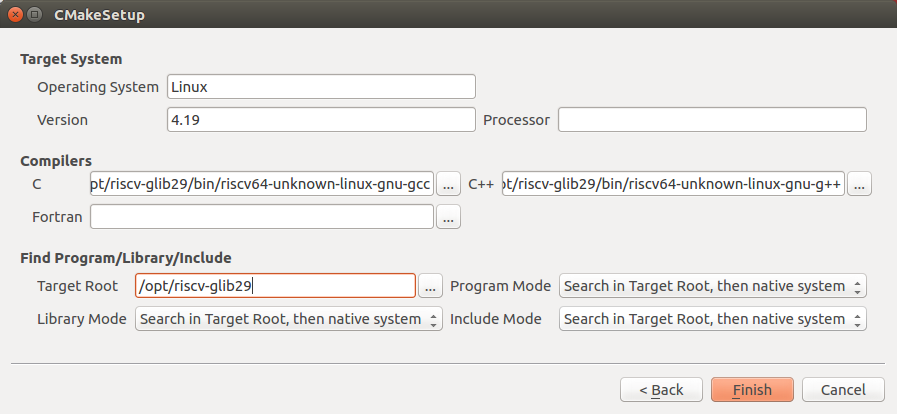 CMakeSetup
Target System
Operating System Linux
Version 4.19 Processor
Compilers
C pt/riscv-glib29/bin/riscv64-unknown-linux-gnu-gcc ... C++ pt/riscv-glib29/bin/riscv64-unknown-linux-gnu-g++ ...
Fortran ...
Find Program/Library/Include
Target Root /opt/riscv-glib29 ... Program Mode Search in Target Root, then native system
Library Mode Search in Target Root, then native system Include Mode Search in Target Root, then native system
< Back Finish Cancel